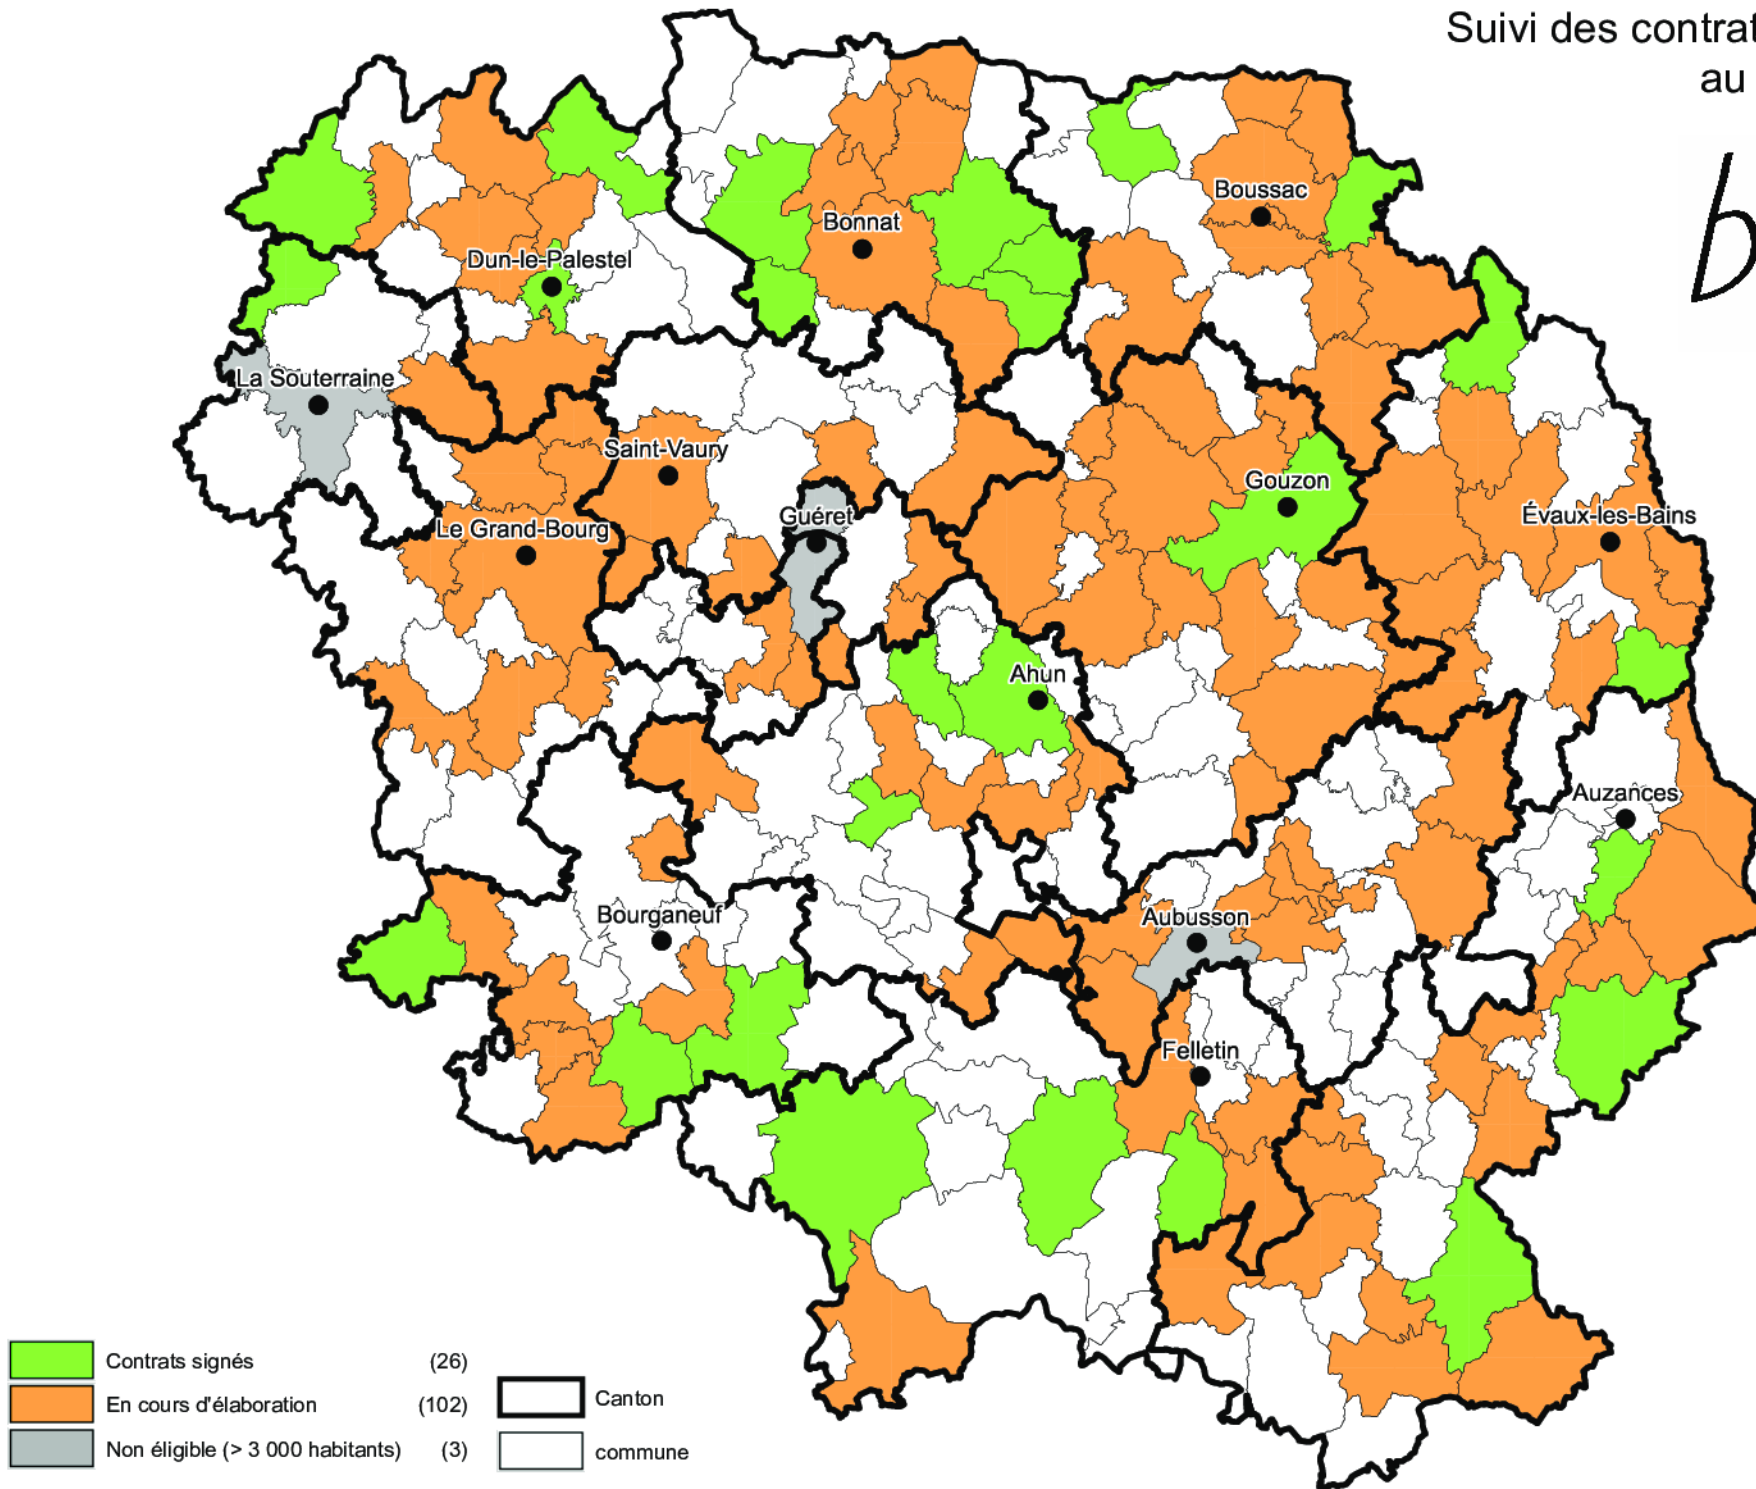 Suivi des contrat
au
b
Boussac
Bonnat
Dun-le-Palestel
La Souterraine
Saint-Vaury
Gouzon
Guéret
Évaux-les-Bains
Le Grand-Bourg
Ahun
Auzances
Bourganeuf
Aubusson
Felletin
Contrats signés (26)
En cours d'élaboration (102)
Non éligible (> 3 000 habitants) (3)
Canton
commune